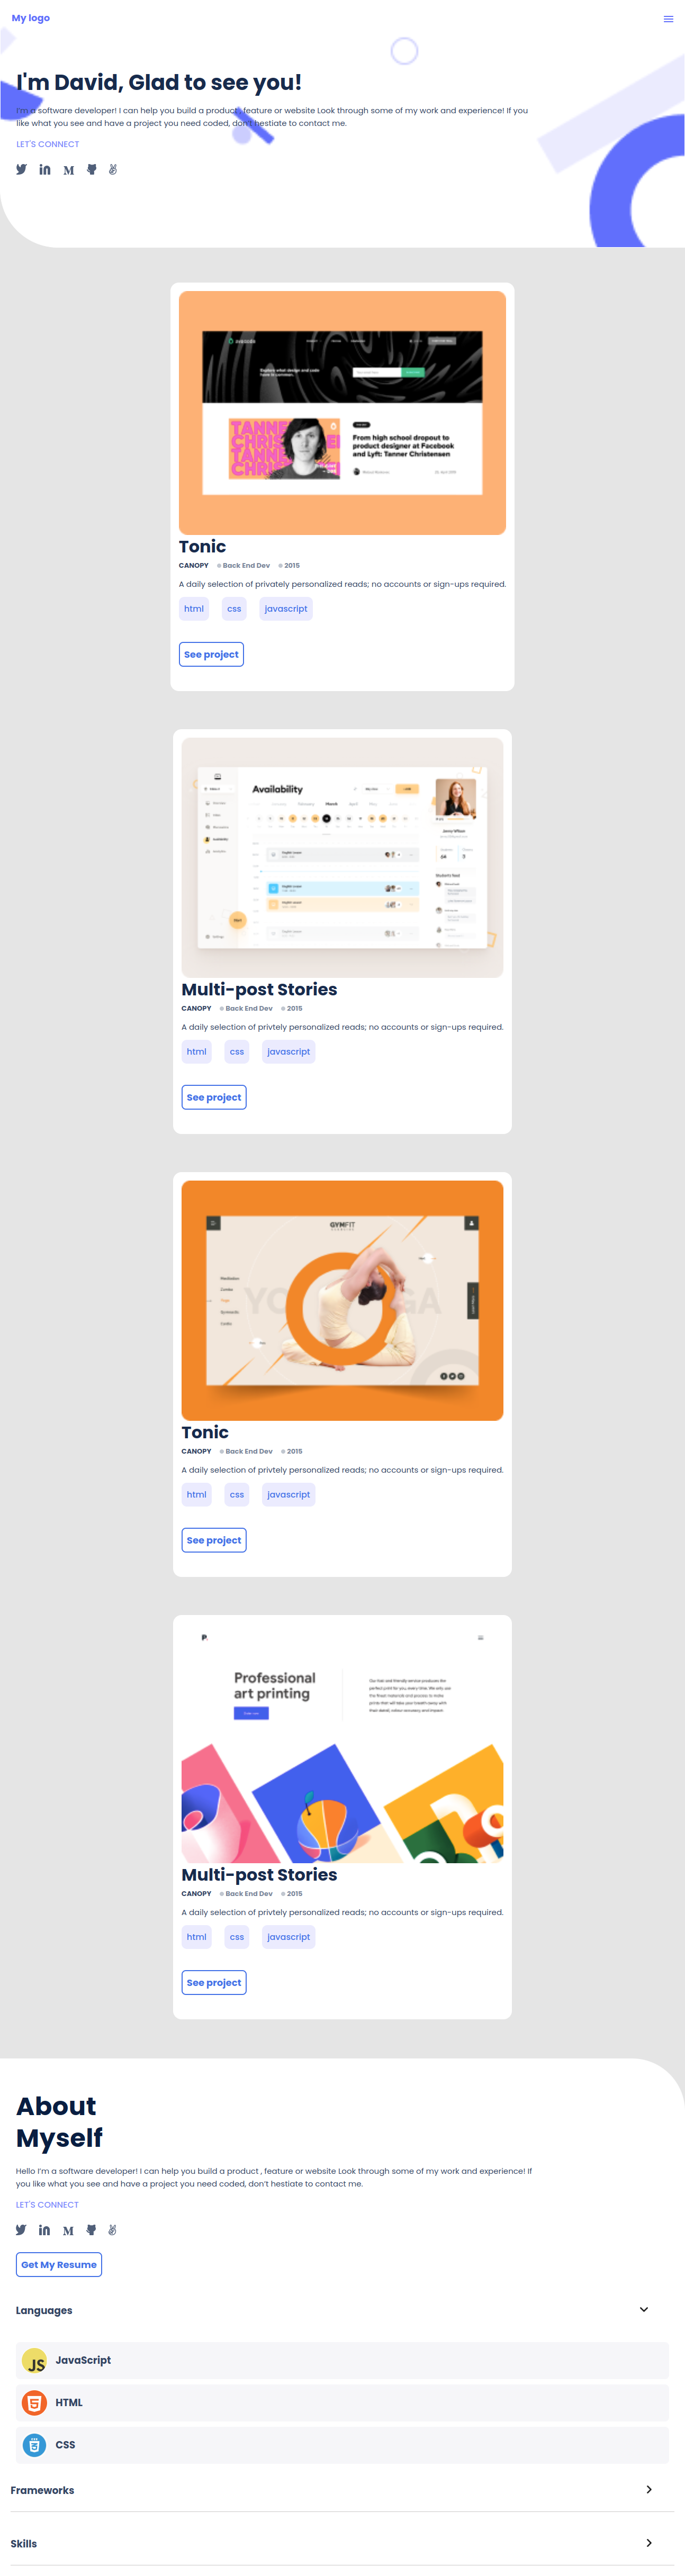 My logo
I'm David, Glad to see you!
I'm a software developer! I can help you build a product, feature or website Look through some of my work and experience! If you
like what you see and have a project you need coded, don't hestiate to contact me.
LET'S CONNECT
TANNE
CHRIS
TANNE
CHRIS
From high school dropout to
product designer at Facebook
and Lyft: Tanner Christensen
Tonic
CANOPY Back End Dev 2015
A daily selection of privately personalized reads; no accounts or sign-ups required.
html css javascript
See project
Availability
March
Multi-post Stories
CANOPY Back End Dev 2015
A daily selection of privtely personalized reads; no accounts or sign-ups required.
html css javascript
See project
GYMFIT
YO GA
Tonic
CANOPY Back End Dev 2015
A daily selection of privtely personalized reads; no accounts or sign-ups required.
html css javascript
See project
Professional
art printing
Multi-post Stories
CANOPY Back End Dev 2015
A daily selection of privtely personalized reads; no accounts or sign-ups required.
html css javascript
See project
About
Myself
Hello I'm a software developer! I can help you build a product , feature or website Look through some of my work and experience! If
you like what you see and have a project you need coded, don't hestiate to contact me.
LET'S CONNECT
Get My Resume
Languages
JS JavaScript
HTML
CSS
Frameworks
Skills